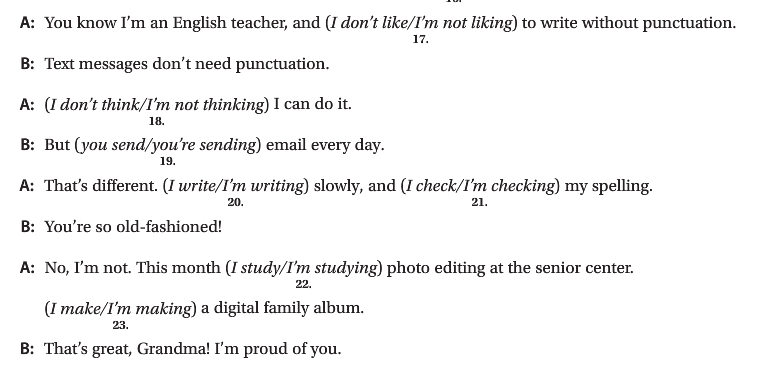 A: You know I'm an English teacher, and (I don't like/I'm not liking) to write without punctuation.
17.
B: Text messages don't need punctuation.
A: (I don't think/I'm not thinking) I can do it.
18.
B: But (you send/you're sending) email every day.
19.
A: That's different. (I write/I'm writing) slowly, and (I check/I'm checking) my spelling.
20. 21.
B: You're so old-fashioned!
A: No, I'm not. This month (I study/I'm studying) photo editing at the senior center.
22.
(I make/I'm making) a digital family album.
23.
B: That's great, Grandma! I'm proud of you.